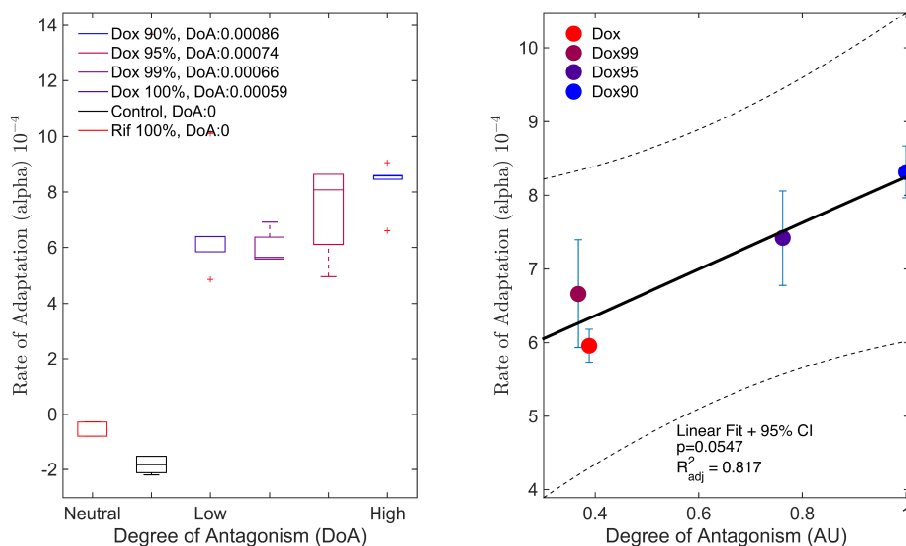 14
12
10
8
6
4
2
0
-2
Rate of Adaptation (alpha) 10^-4
Dox 90%, DoA:0.00086
Dox 95%, DoA:0.00074
Dox 99%, DoA:0.00066
Dox 100%, DoA:0.00059
Control, DoA:0
Rif 100%, DoA:0
Neutral Low High
Degree of Antagonism (DoA)
10
9
8
7
6
5
4
Rate of Adaptation (alpha) 10^-4
Dox
Dox99
Dox95
Dox90
Linear Fit + 95% CI
p=0.0547
R²adj = 0.817
0.4 0.6 0.8 1
Degree of Antagonism (AU)